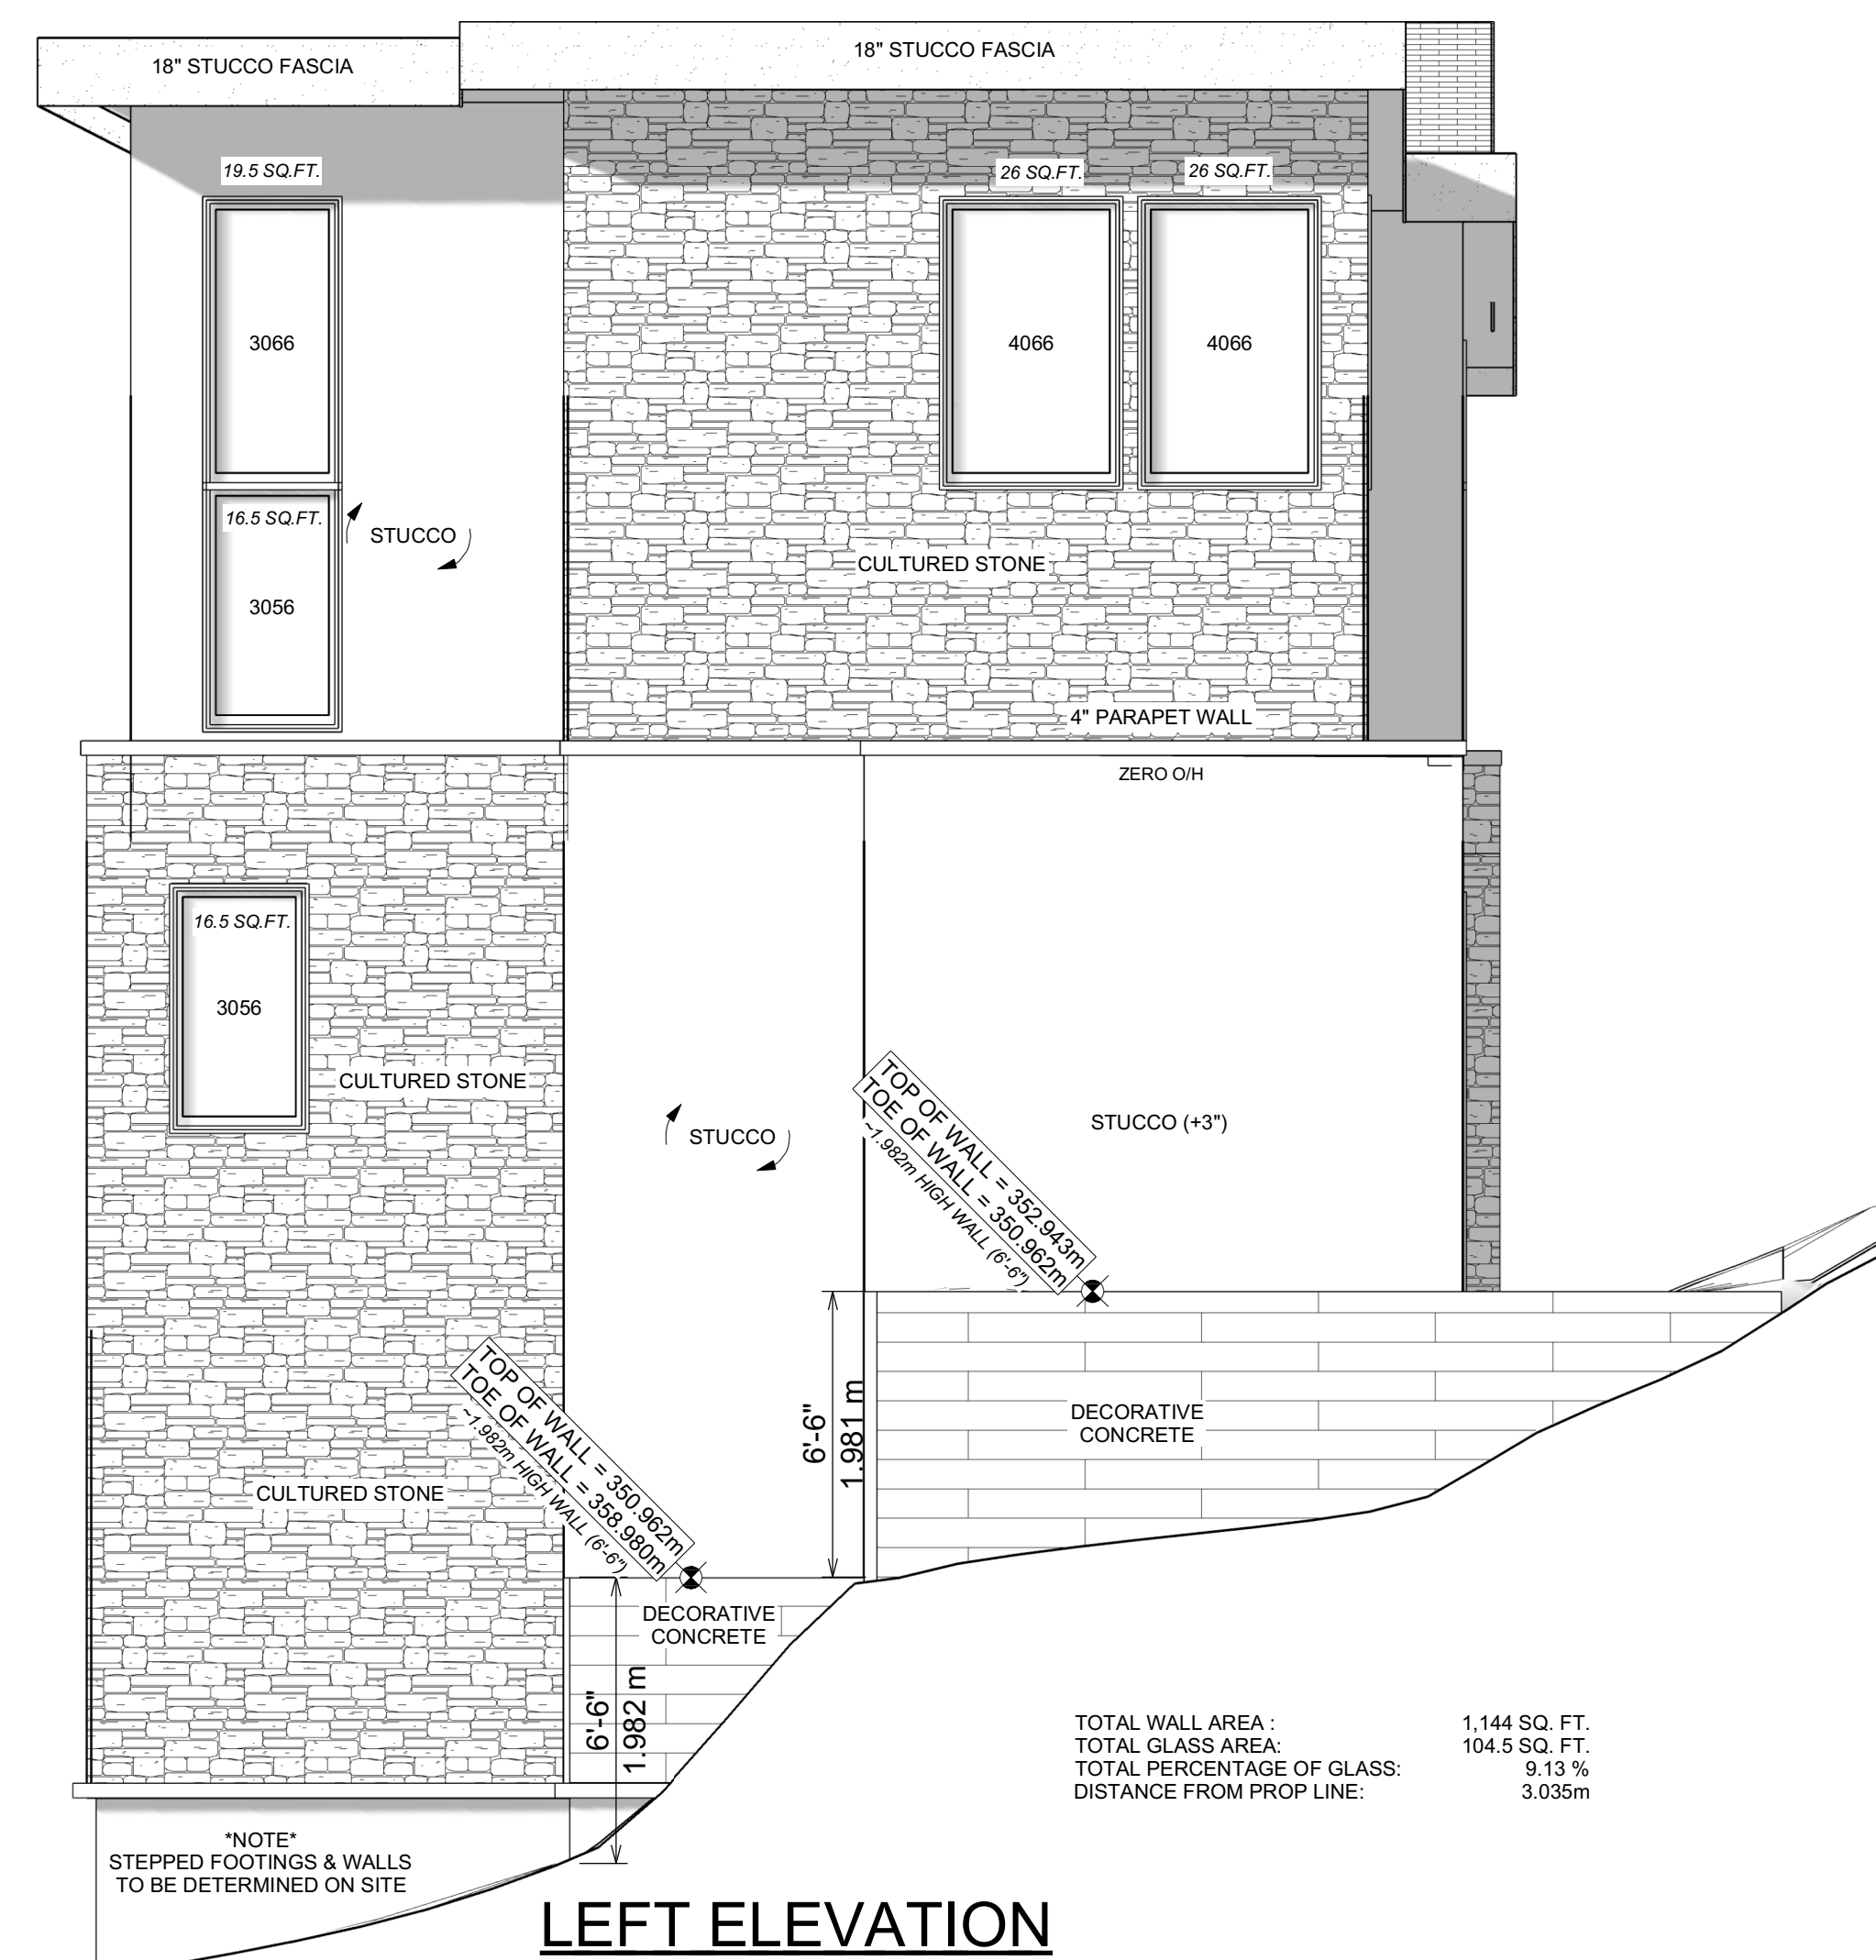 18" STUCCO FASCIA
18" STUCCO FASCIA
19.5 SQ.FT.
26 SQ.FT.
26 SQ.FT.
3066
4066
4066
16.5 SQ.FT.
STUCCO
CULTURED STONE
3056
4" PARAPET WALL
ZERO O/H
16.5 SQ.FT.
3056
CULTURED STONE
STUCCO
STUCCO (+3")
TOP OF WALL = 352.943m
TOE OF WALL = 350.962m
~1.982m HIGH WALL (6'-6")
6'-6"
1.981 m
DECORATIVE
CONCRETE
TOP OF WALL = 350.962m
TOE OF WALL = 358.980m
~1.982m HIGH WALL (6'-6")
CULTURED STONE
DECORATIVE
CONCRETE
6'-6"
1.982 m
TOTAL WALL AREA : 1,144 SQ. FT.
TOTAL GLASS AREA: 104.5 SQ. FT.
TOTAL PERCENTAGE OF GLASS: 9.13 %
DISTANCE FROM PROP LINE: 3.035m
*NOTE*
STEPPED FOOTINGS & WALLS
TO BE DETERMINED ON SITE
LEFT ELEVATION